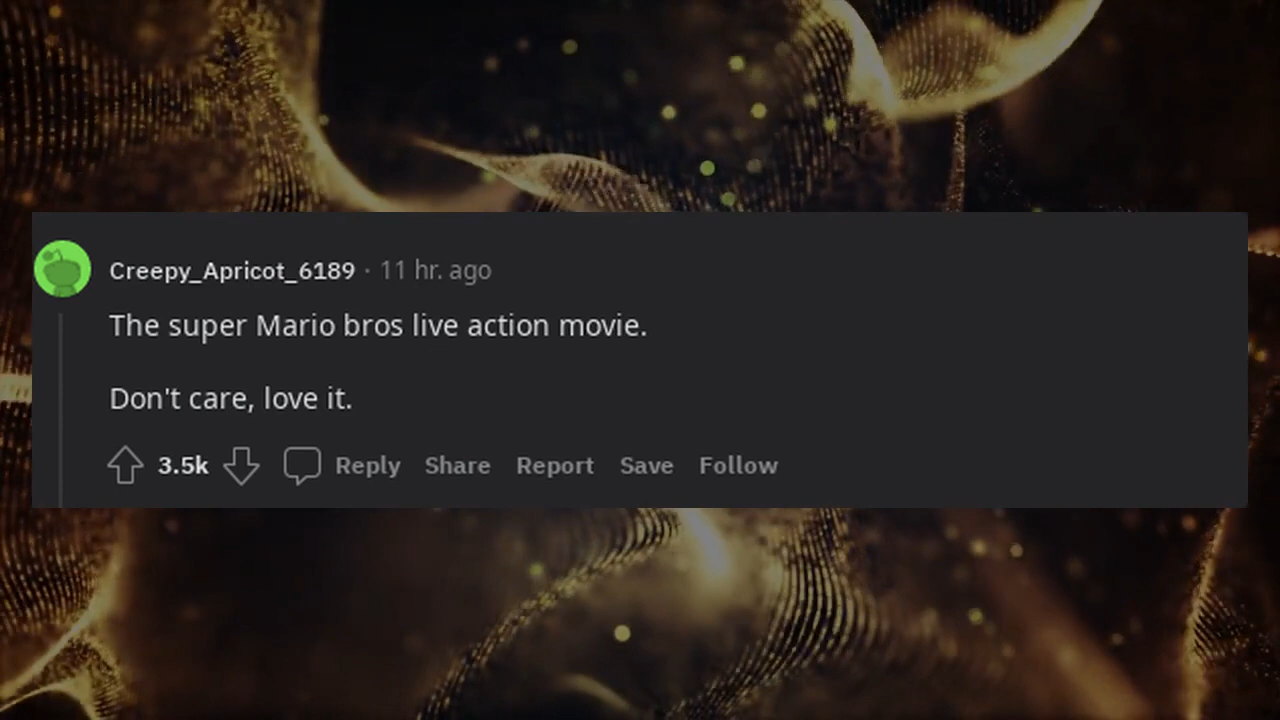 Creepy_Apricot_6189 · 11 hr. ago
The super Mario bros live action movie.
Don't care, love it.
3.5k Reply Share Report Save Follow